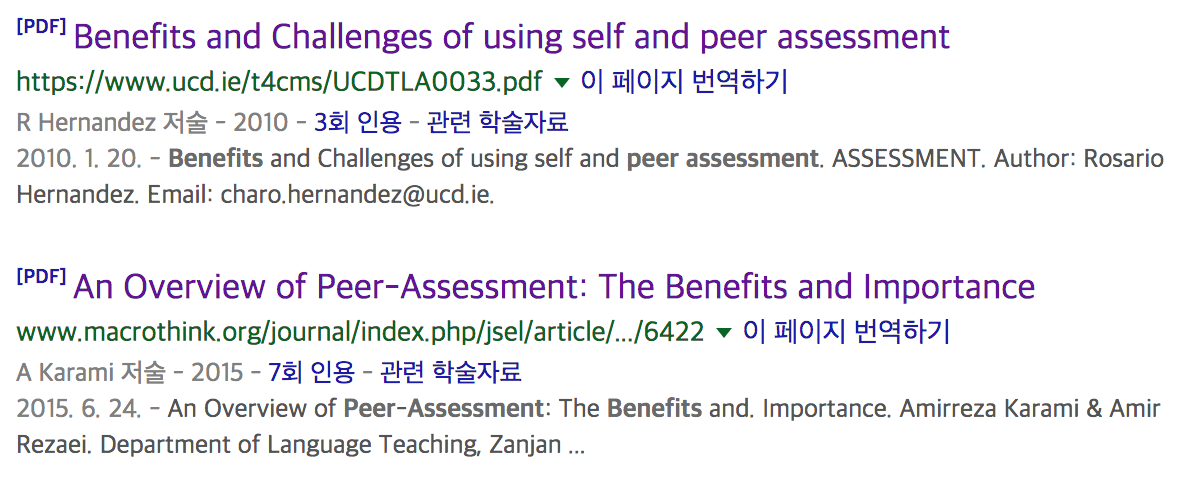 [PDF] Benefits and Challenges of using self and peer assessment
https://www.ucd.ie/t4cms/UCDTLA0033.pdf ▼ 이 페이지 번역하기
R Hernandez 저술 - 2010 - 3회 인용 - 관련 학술자료
2010. 1. 20. - Benefits and Challenges of using self and peer assessment. ASSESSMENT. Author: Rosario
Hernandez. Email: charo.hernandez@ucd.ie.
[PDF] An Overview of Peer-Assessment: The Benefits and Importance
www.macrothink.org/journal/index.php/jsel/article/.../6422 ▼ 이 페이지 번역하기
A Karami 저술 - 2015 - 7회 인용 - 관련 학술자료
2015. 6. 24. - An Overview of Peer-Assessment: The Benefits and. Importance. Amirreza Karami & Amir
Rezaei. Department of Language Teaching, Zanjan ...